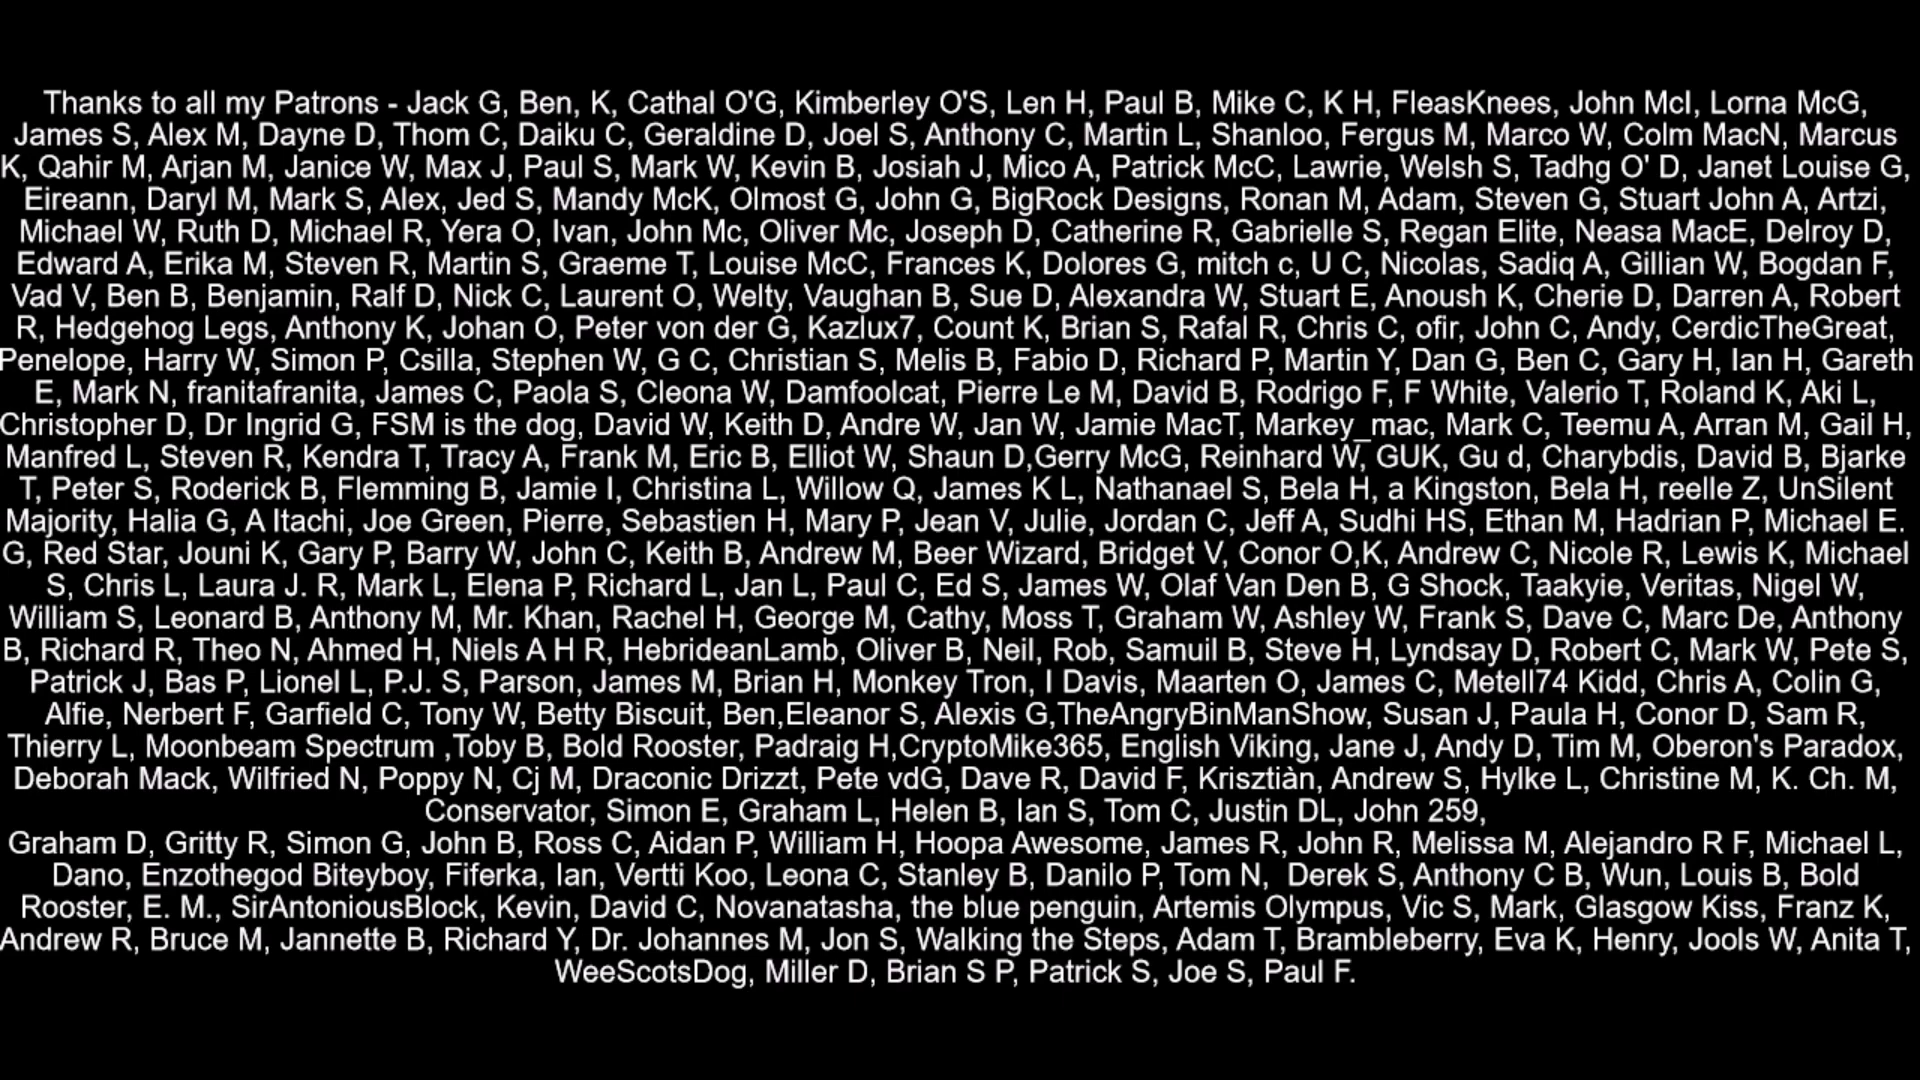 Thanks to all my Patrons - Jack G, Ben, K, Cathal O'G, Kimberley O'S, Len H, Paul B, Mike C, K H, FleasKnees, John McI, Lorna McG,
James S, Alex M, Dayne D, Thom C, Daiku C, Geraldine D, Joel S, Anthony C, Martin L, Shanloo, Fergus M, Marco W, Colm MacN, Marcus
K, Qahir M, Arjan M, Janice W, Max J, Paul S, Mark W, Kevin B, Josiah J, Mico A, Patrick McC, Lawrie, Welsh S, Tadhg O' D, Janet Louise G,
Eireann, Daryl M, Mark S, Alex, Jed S, Mandy McK, Olmost G, John G, BigRock Designs, Ronan M, Adam, Steven G, Stuart John A, Artzi,
Michael W, Ruth D, Michael R, Yera O, Ivan, John Mc, Oliver Mc, Joseph D, Catherine R, Gabrielle S, Regan Elite, Neasa MacE, Delroy D,
Edward A, Erika M, Steven R, Martin S, Graeme T, Louise McC, Frances K, Dolores G, mitch c, U C, Nicolas, Sadiq A, Gillian W, Bogdan F,
Vad V, Ben B, Benjamin, Ralf D, Nick C, Laurent O, Welty, Vaughan B, Sue D, Alexandra W, Stuart E, Anoush K, Cherie D, Darren A, Robert
R, Hedgehog Legs, Anthony K, Johan O, Peter von der G, Kazlux7, Count K, Brian S, Rafal R, Chris C, ofir, John C, Andy, CerdicTheGreat,
Penelope, Harry W, Simon P, Csilla, Stephen W, G C, Christian S, Melis B, Fabio D, Richard P, Martin Y, Dan G, Ben C, Gary H, Ian H, Gareth
E, Mark N, franitafranita, James C, Paola S, Cleona W, Damfoolcat, Pierre Le M, David B, Rodrigo F, F White, Valerio T, Roland K, Aki L,
Christopher D, Dr Ingrid G, FSM is the dog, David W, Keith D, Andre W, Jan W, Jamie MacT, Markey_mac, Mark C, Teemu A, Arran M, Gail H,
Manfred L, Steven R, Kendra T, Tracy A, Frank M, Eric B, Elliot W, Shaun D,Gerry McG, Reinhard W, GUK, Gu d, Charybdis, David B, Bjarke
T, Peter S, Roderick B, Flemming B, Jamie I, Christina L, Willow Q, James K L, Nathanael S, Bela H, a Kingston, Bela H, reelle Z, UnSilent
Majority, Halia G, A Itachi, Joe Green, Pierre, Sebastien H, Mary P, Jean V, Julie, Jordan C, Jeff A, Sudhi HS, Ethan M, Hadrian P, Michael E.
G, Red Star, Jouni K, Gary P, Barry W, John C, Keith B, Andrew M, Beer Wizard, Bridget V, Conor O,K, Andrew C, Nicole R, Lewis K, Michael
S, Chris L, Laura J. R, Mark L, Elena P, Richard L, Jan L, Paul C, Ed S, James W, Olaf Van Den B, G Shock, Taakyie, Veritas, Nigel W,
William S, Leonard B, Anthony M, Mr. Khan, Rachel H, George M, Cathy, Moss T, Graham W, Ashley W, Frank S, Dave C, Marc De, Anthony
B, Richard R, Theo N, Ahmed H, Niels A H R, HebrideanLamb, Oliver B, Neil, Rob, Samuil B, Steve H, Lyndsay D, Robert C, Mark W, Pete S,
Patrick J, Bas P, Lionel L, P.J. S, Parson, James M, Brian H, Monkey Tron, I Davis, Maarten O, James C, Metell74 Kidd, Chris A, Colin G,
Alfie, Nerbert F, Garfield C, Tony W, Betty Biscuit, Ben,Eleanor S, Alexis G,TheAngryBinManShow, Susan J, Paula H, Conor D, Sam R,
Thierry L, Moonbeam Spectrum ,Toby B, Bold Rooster, Padraig H,CryptoMike365, English Viking, Jane J, Andy D, Tim M, Oberon's Paradox,
Deborah Mack, Wilfried N, Poppy N, Cj M, Draconic Drizzt, Pete vdG, Dave R, David F, Krisztiàn, Andrew S, Hylke L, Christine M, K. Ch. M,
Conservator, Simon E, Graham L, Helen B, Ian S, Tom C, Justin DL, John 259,
Graham D, Gritty R, Simon G, John B, Ross C, Aidan P, William H, Hoopa Awesome, James R, John R, Melissa M, Alejandro R F, Michael L,
Dano, Enzothegod Biteyboy, Fiferka, Ian, Vertti Koo, Leona C, Stanley B, Danilo P, Tom N,  Derek S, Anthony C B, Wun, Louis B, Bold
Rooster, E. M., SirAntoniousBlock, Kevin, David C, Novanatasha, the blue penguin, Artemis Olympus, Vic S, Mark, Glasgow Kiss, Franz K,
Andrew R, Bruce M, Jannette B, Richard Y, Dr. Johannes M, Jon S, Walking the Steps, Adam T, Brambleberry, Eva K, Henry, Jools W, Anita T,
WeeScotsDog, Miller D, Brian S P, Patrick S, Joe S, Paul F.